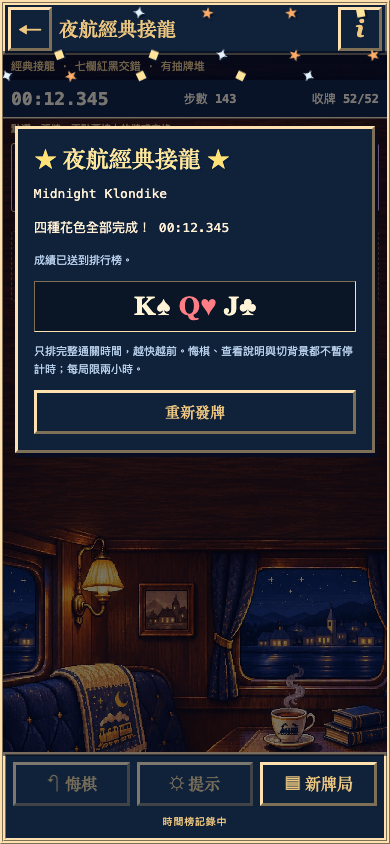 夜航經典接龍
i
經典接龍 · 七欄紅黑交錯 · 有抽牌堆
00:12.345 步數 143 收牌 52/52
★ 夜航經典接龍 ★
Midnight Klondike
四種花色全部完成！ 00:12.345
成績已送到排行榜。
K♠ Q♥ J♣
只排完整通關時間，越快越前。悔棋、查看說明與切背景都不暫停
計時；每局限兩小時。
重新發牌
悔棋 提示 新牌局
時間榜記錄中